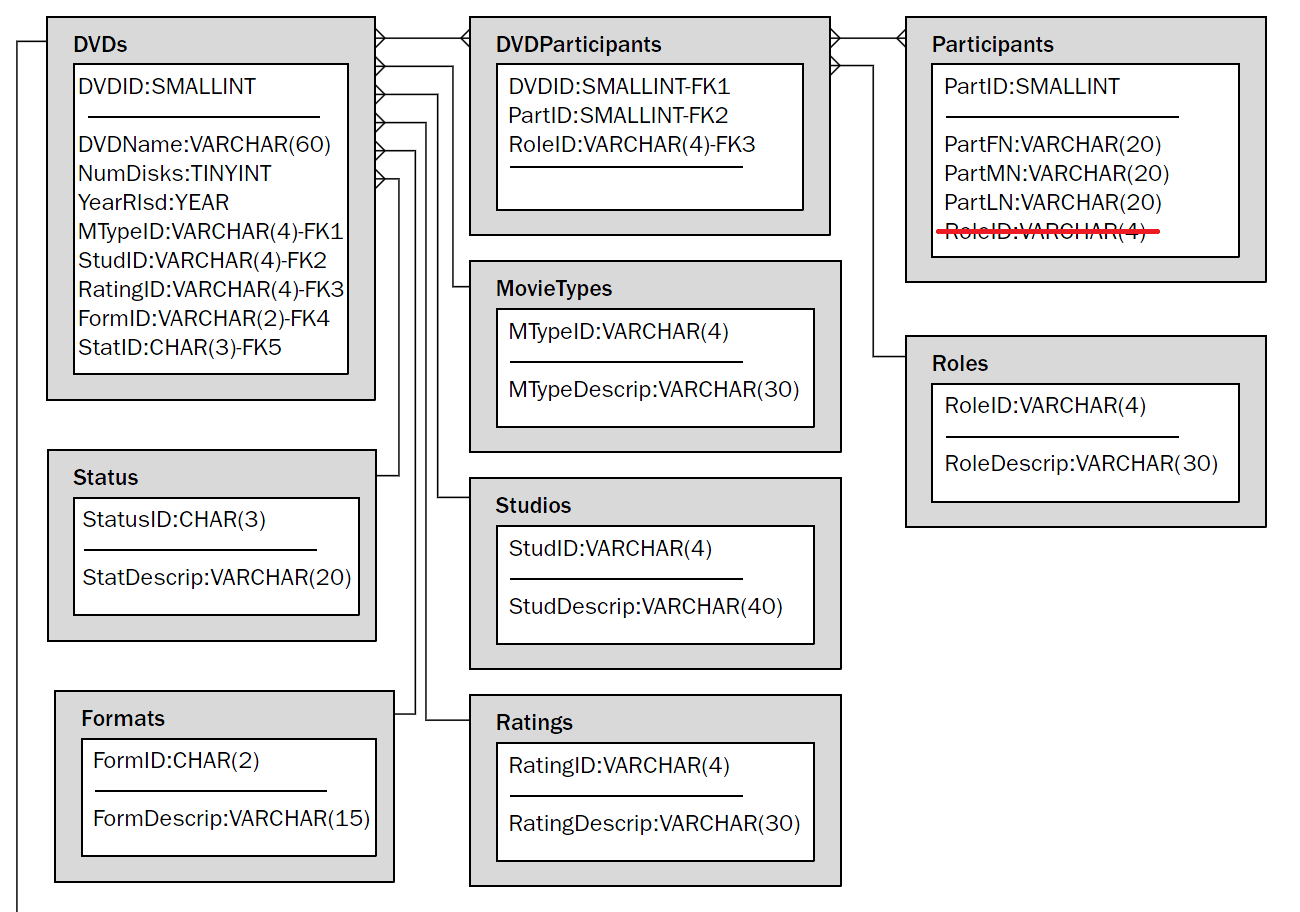 DVDs
DVDID:SMALLINT
DVDName:VARCHAR(60)
NumDisks:TINYINT
YearRlsd:YEAR
MTypeID:VARCHAR(4)-FK1
StudID:VARCHAR(4)-FK2
RatingID:VARCHAR(4)-FK3
FormID:VARCHAR(2)-FK4
StatID:CHAR(3)-FK5
DVDParticipants
DVDID:SMALLINT-FK1
PartID:SMALLINT-FK2
RoleID:VARCHAR(4)-FK3
Participants
PartID:SMALLINT
PartFN:VARCHAR(20)
PartMN:VARCHAR(20)
PartLN:VARCHAR(20)
RoleID:VARCHAR(4)
MovieTypes
MTypeID:VARCHAR(4)
MTypeDescrip:VARCHAR(30)
Roles
RoleID:VARCHAR(4)
RoleDescrip:VARCHAR(30)
Status
StatusID:CHAR(3)
StatDescrip:VARCHAR(20)
Studios
StudID:VARCHAR(4)
StudDescrip:VARCHAR(40)
Formats
FormID:CHAR(2)
FormDescrip:VARCHAR(15)
Ratings
RatingID:VARCHAR(4)
RatingDescrip:VARCHAR(30)